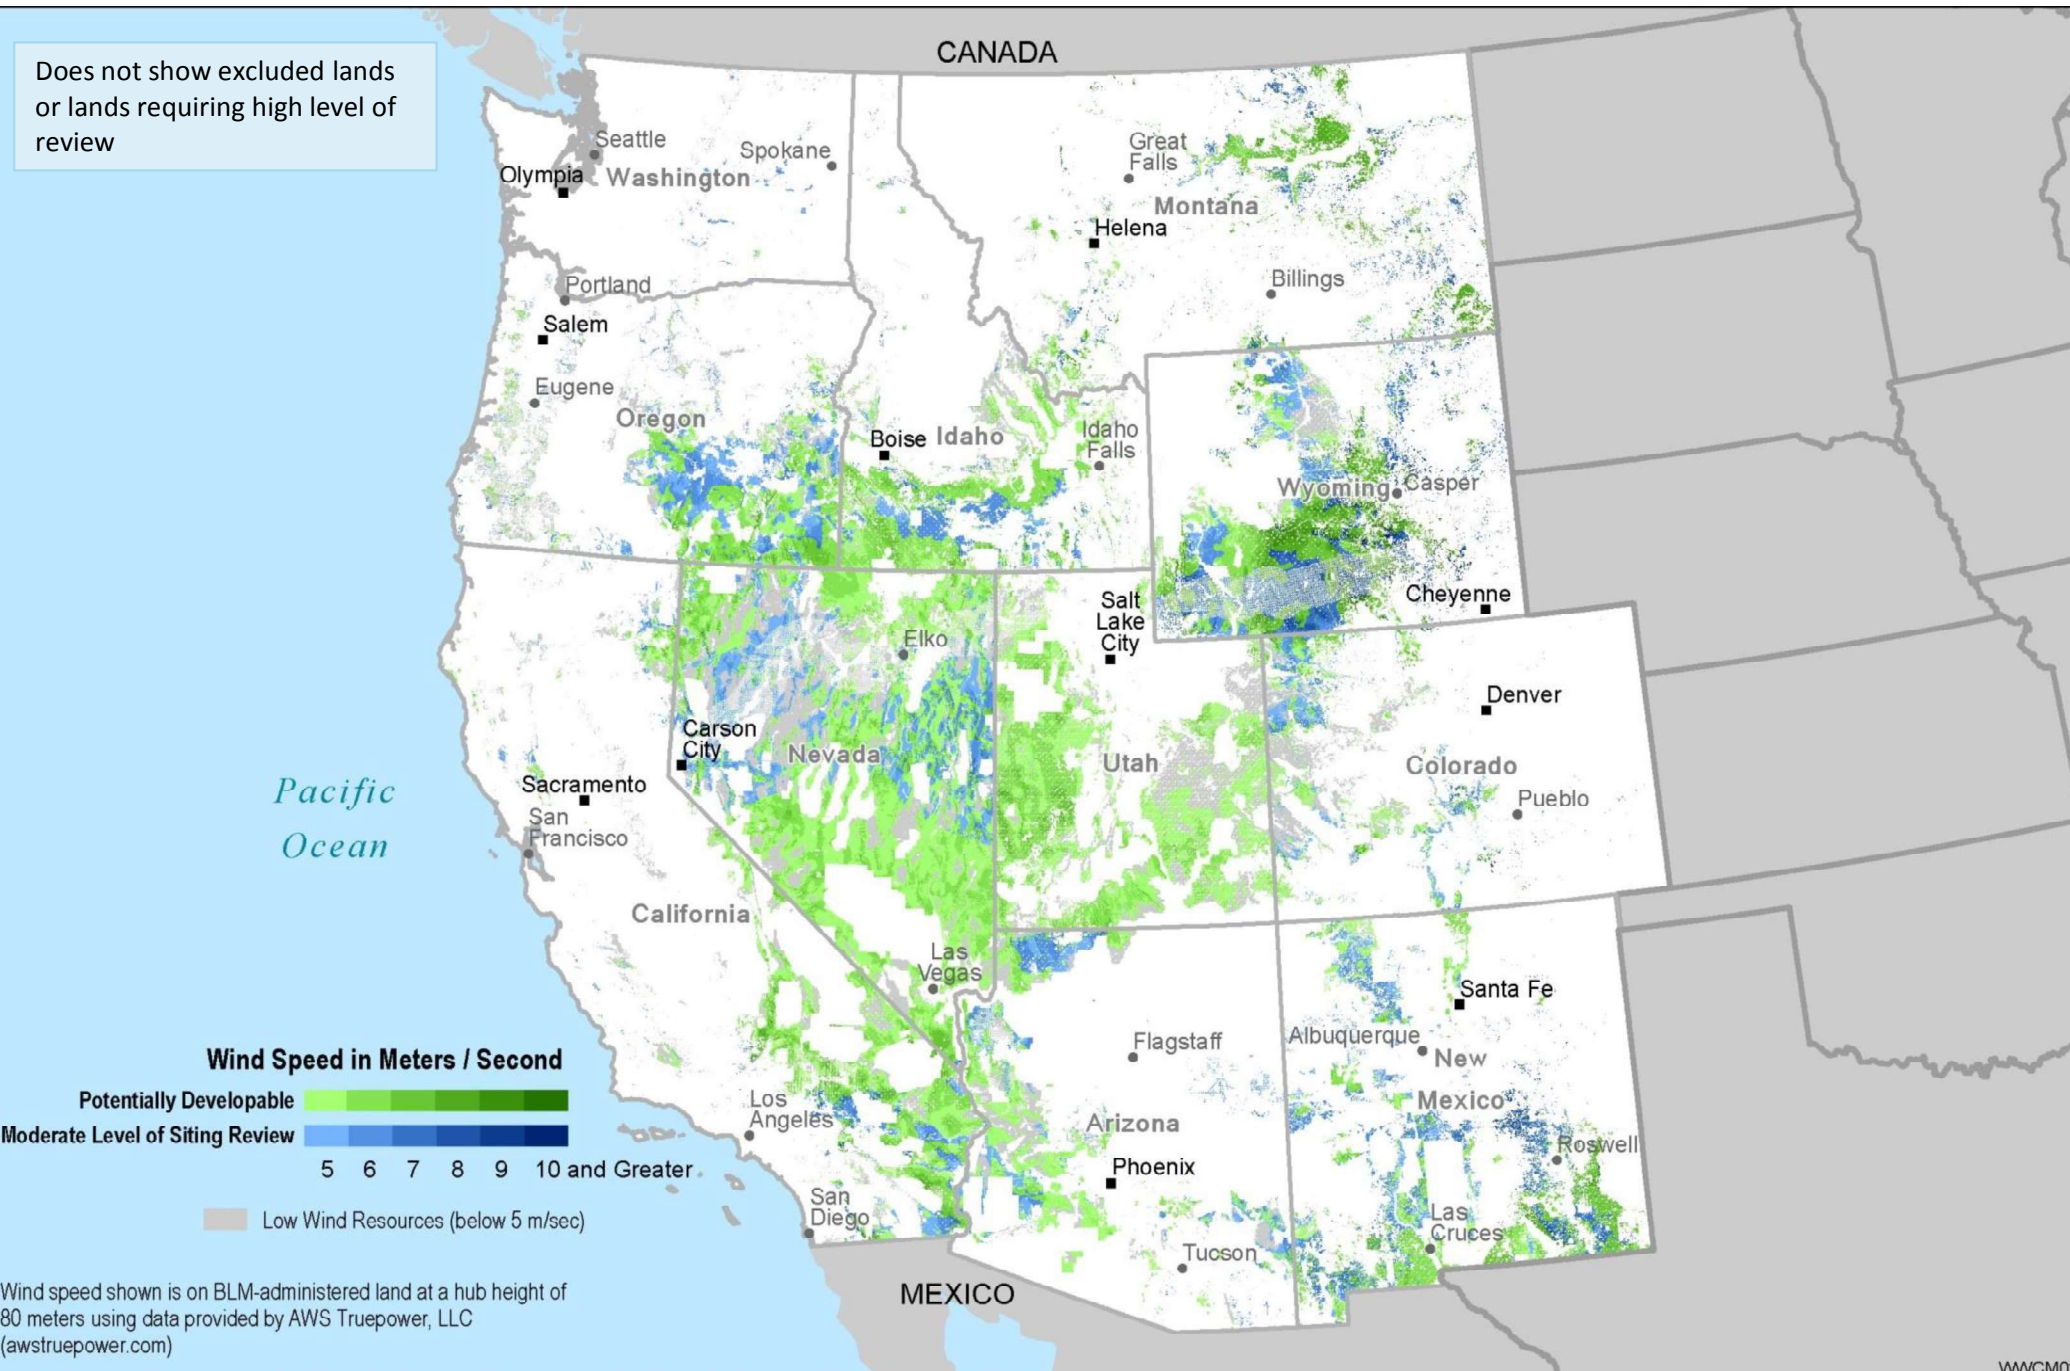 CANADA
Does not show excluded lands
or lands requiring high level of
review
Seattle
Spokane
Olympia
Washington
Great
Falls
Montana
Helena
Billings
Portland
Salem
Eugene
Oregon
Boise
Idaho
Idaho
Falls
Wyoming
Casper
Cheyenne
Salt
Lake
City
Elko
Denver
Carson
City
Nevada
Utah
Colorado
Pueblo
Pacific
Ocean
Sacramento
San
Francisco
California
Las
Vegas
Santa Fe
Flagstaff
Albuquerque
New
Mexico
Arizona
Phoenix
Roswell
Los
Angeles
San
Diego
Las
Cruces
Tucson
MEXICO
Wind Speed in Meters / Second
Potentially Developable
Moderate Level of Siting Review
5 6 7 8 9 10 and Greater
Low Wind Resources (below 5 m/sec)
Wind speed shown is on BLM-administered land at a hub height of
80 meters using data provided by AWS Truepower, LLC
(awstruepower.com)